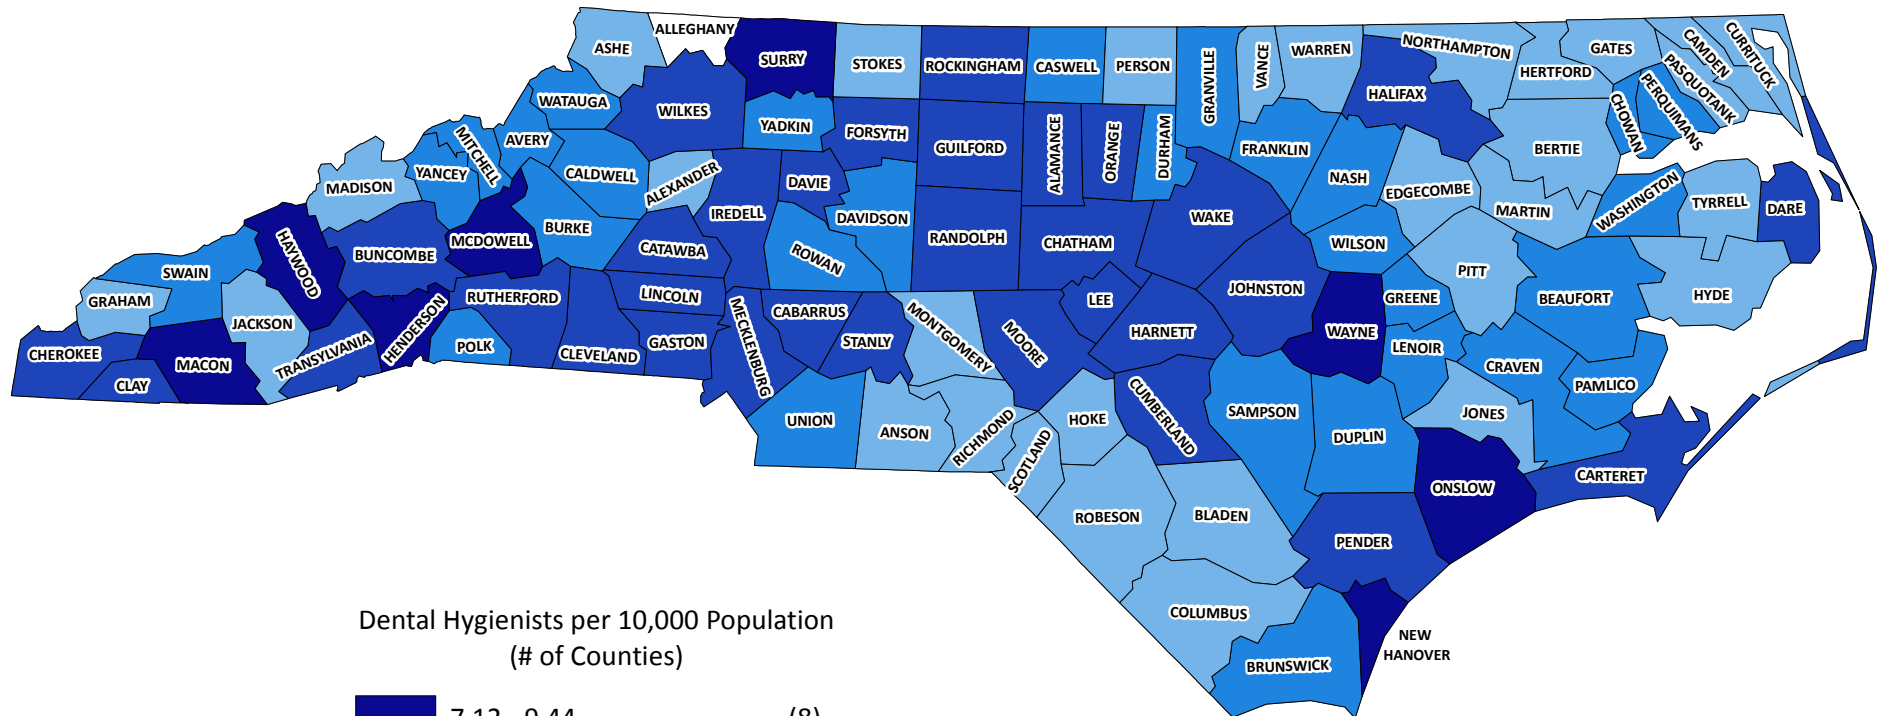 ALLEGHANY
ASHE
SURRY
STOKES
ROCKINGHAM
CASWELL
PERSON
GRANVILLE
VANCE
WARREN
NORTHAMPTON
HERTFORD
GATES
CAMDEN
CURRITUCK
PASQUOTANK
PERQUIMANS
CHOWAN
WATAUGA
WILKES
YADKIN
FORSYTH
GUILFORD
ALAMANCE
ORANGE
DURHAM
FRANKLIN
HALIFAX
BERTIE
MITCHELL
AVERY
CALDWELL
ALEXANDER
DAVIE
IREDELL
DAVIDSON
RANDOLPH
CHATHAM
WAKE
NASH
EDGECOMBE
MARTIN
WASHINGTON
TYRRELL
DARE
MADISON
YANCEY
BURKE
MCDOWELL
BUNCOMBE
HAYWOOD
CATAWBA
ROWAN
WILSON
PITT
HYDE
SWAIN
GRAHAM
JACKSON
RUTHERFORD
LINCOLN
MECKLENBURG
CABARRUS
STANLY
MONTGOMERY
MOORE
LEE
HARNETT
JOHNSTON
WAYNE
GREENE
BEAUFORT
CHEROKEE
CLAY
MACON
TRANSYLVANIA
HENDERSON
POLK
CLEVELAND
GASTON
LENOIR
CRAVEN
PAMLICO
UNION
ANSON
RICHMOND
SCOTLAND
HOKE
CUMBERLAND
SAMPSON
DUPLIN
JONES
ONSLOW
CARTERET
ROBESON
BLADEN
PENDER
COLUMBUS
BRUNSWICK
NEW
HANOVER
Dental Hygienists per 10,000 Population
(# of Counties)
7.12 - 9.44 (8)